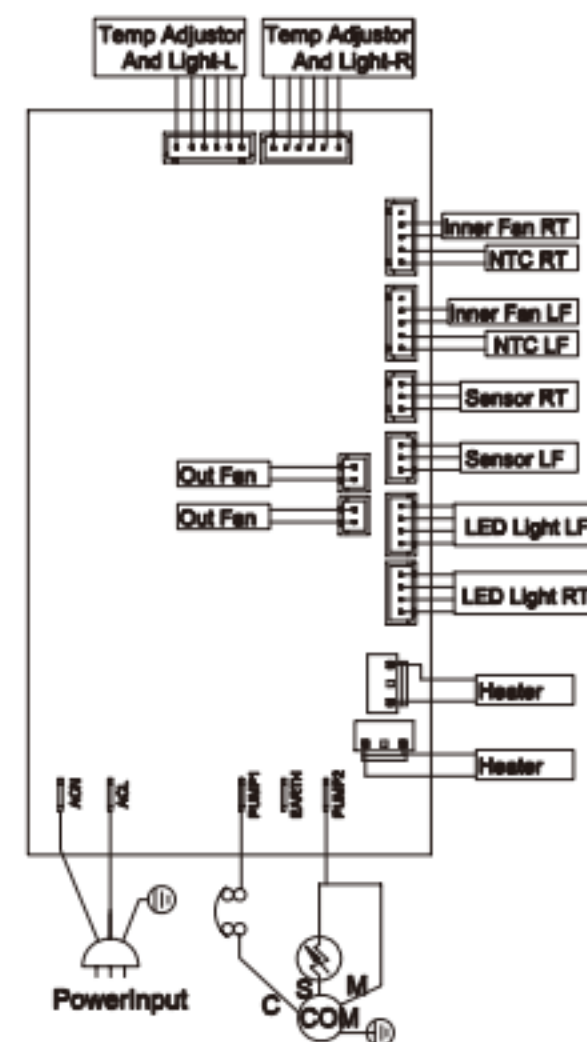 Temp Adjustor
And Light-L
Temp Adjustor
And Light-R
Inner Fan RT
NTC RT
Inner Fan LF
NTC LF
Sensor RT
Sensor LF
Out Fan
Out Fan
LED Light LF
LED Light RT
Heater
Heater
ACN
ACL
PUMP1
EARTH
PUMP2
PowerInput
C
S
M
COM